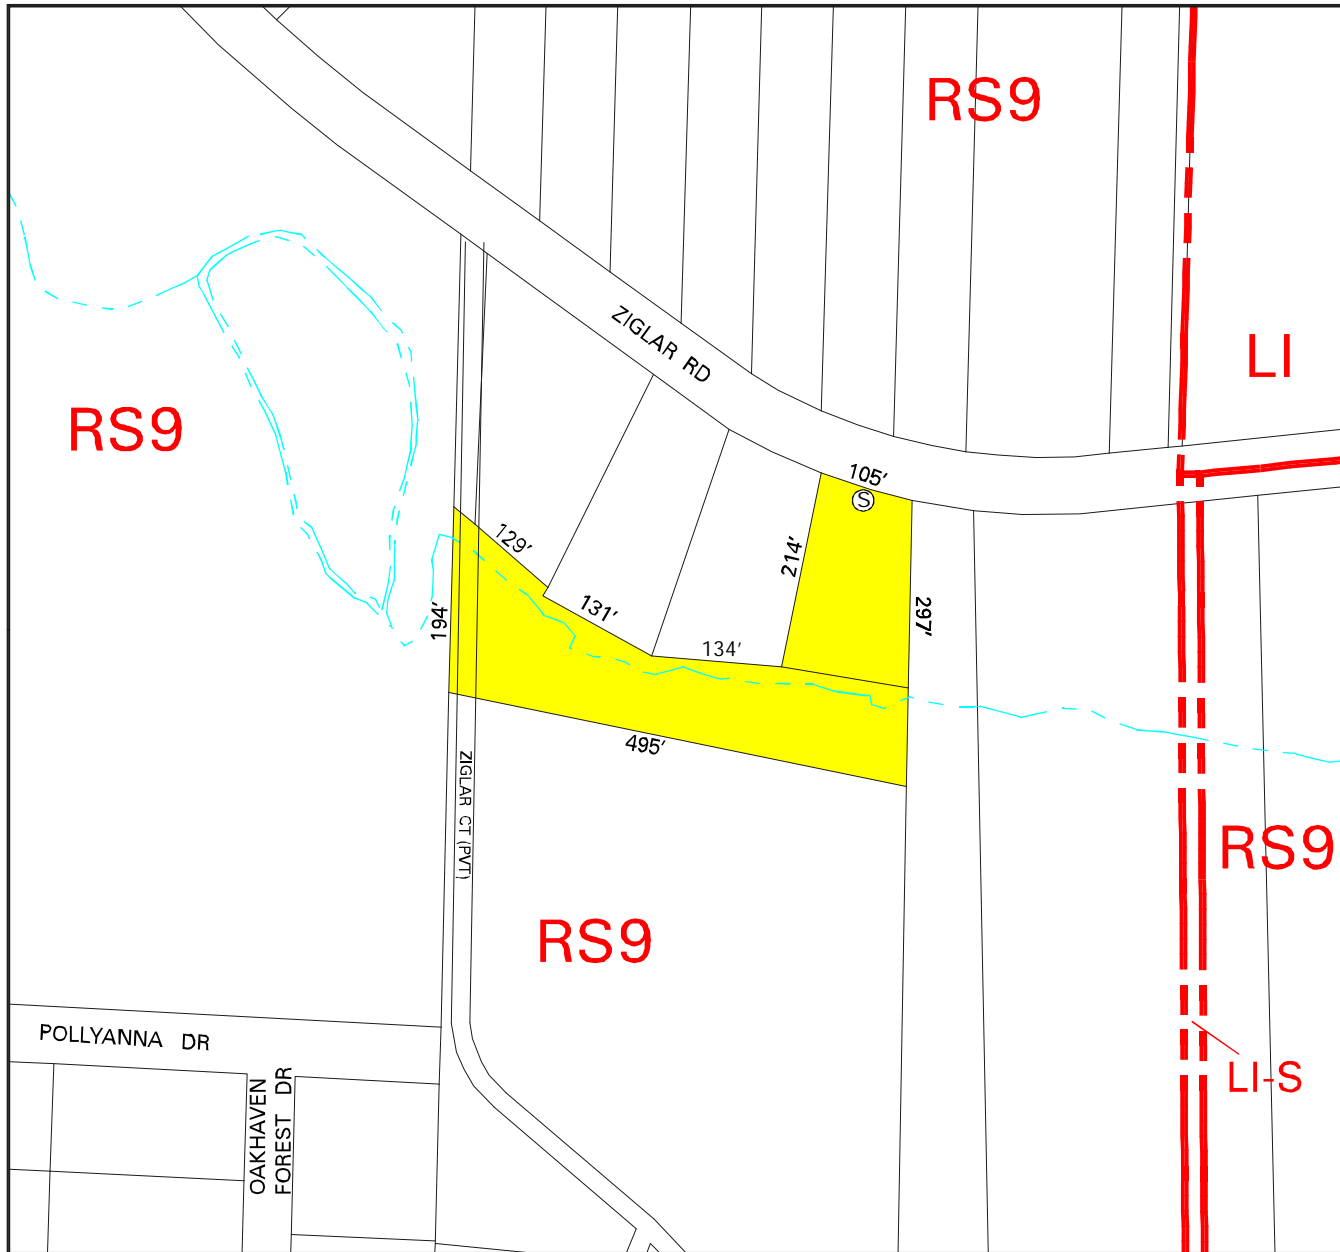 RS9
LI
ZIGLAR RD
RS9
105′
S
129′
214′
131′
194′
297′
134′
495′
ZIGLAR CT (PVT)
RS9
RS9
POLLYANNA DR
LI-S
OAKHAVEN
FOREST DR